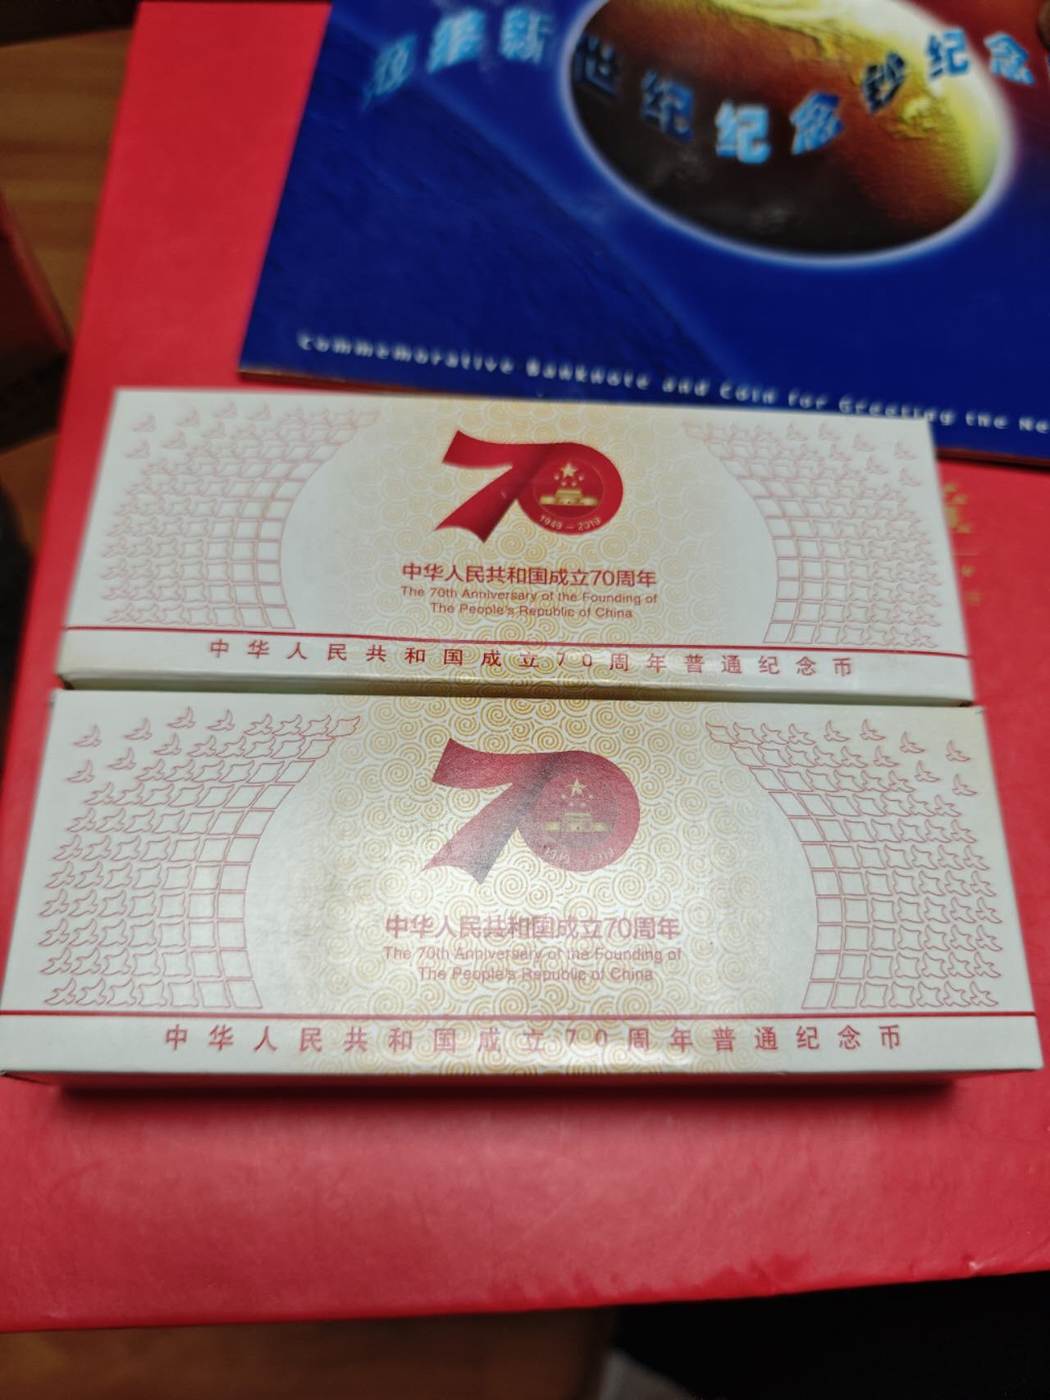 迎接新世纪纪念钞纪念
Commemorative Banknote and Coin for Greeting the Ne
1949－2019
中华人民共和国成立70周年
The 70th Anniversary of the Founding of
The People's Republic of China
中华人民共和国成立70周年普通纪念币
中华人民共和国成立70周年
The 70th Anniversary of the Founding of
The People's Republic of China
中华人民共和国成立70周年普通纪念币